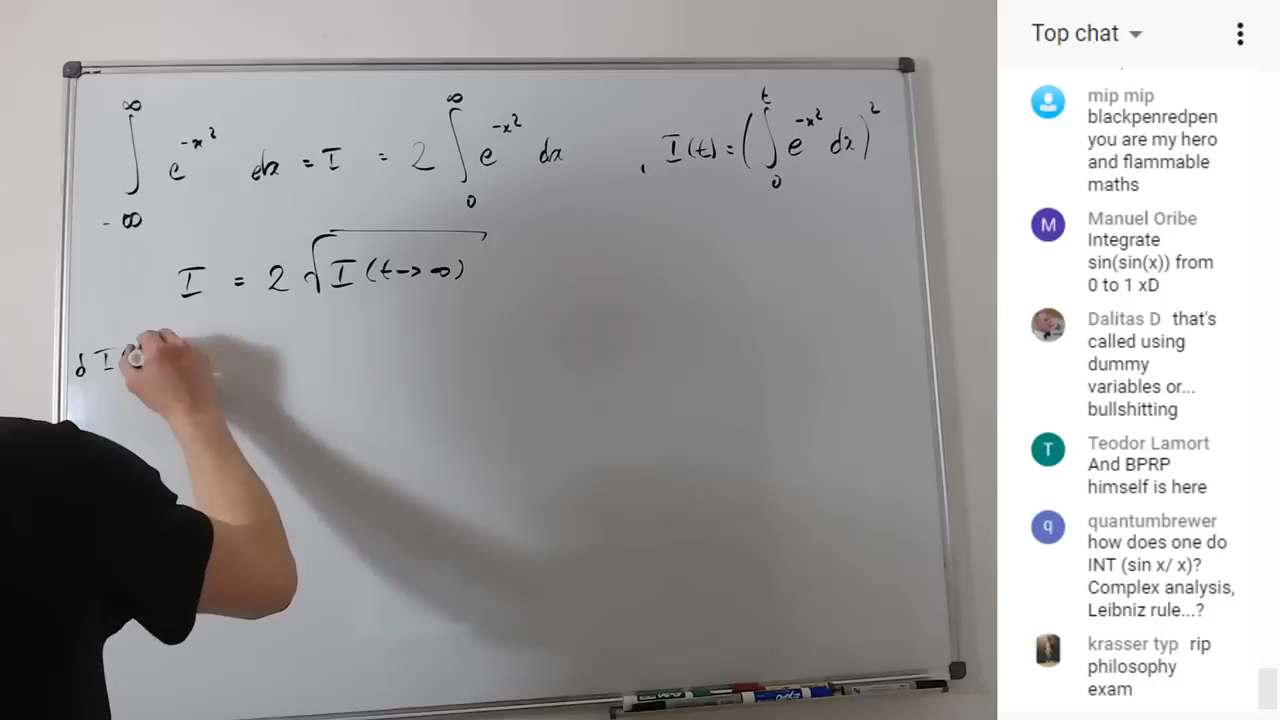 ∫_{-∞}^{∞} e^{-x²} dx = I = 2 ∫_0^∞ e^{-x²} dx , I(t) = (∫_0^t e^{-x²} dx)²
I = 2 √I(t→∞)
d I
Top chat
mip mip
blackpenredpen
you are my hero
and flammable
maths
M
Manuel Oribe
Integrate
sin(sin(x)) from
0 to 1 xD
Dalitas D that's
called using
dummy
variables or...
bullshitting
T
Teodor Lamort
And BPRP
himself is here
q
quantumbrewer
how does one do
INT (sin x/ x)?
Complex analysis,
Leibniz rule...?
krasser typ rip
philosophy
exam
EXPO